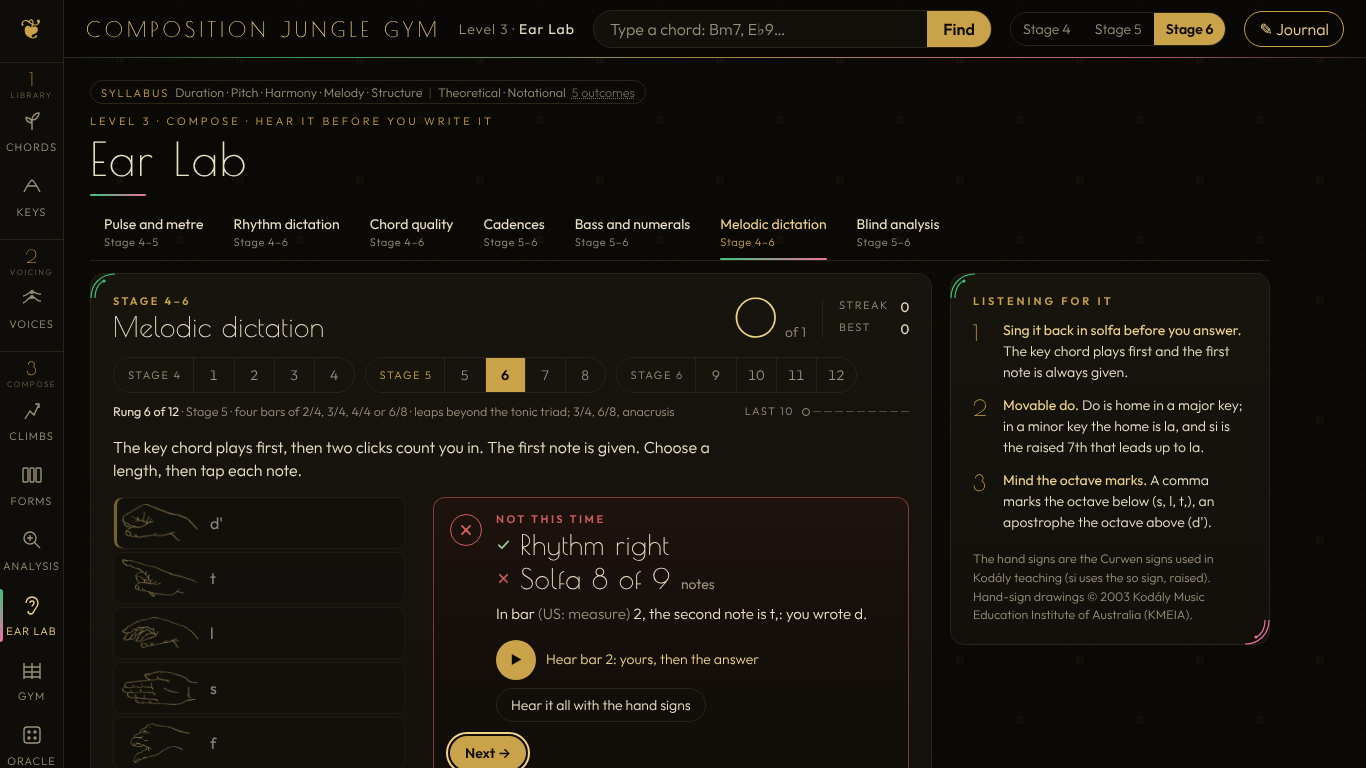 COMPOSITION JUNGLE GYM
Level 3 · Ear Lab
Type a chord: Bm7, E♭9…
Find
Stage 4
Stage 5
Stage 6
✎ Journal
1
LIBRARY
CHORDS
KEYS
2
VOICING
VOICES
3
COMPOSE
CLIMBS
FORMS
ANALYSIS
EAR LAB
GYM
ORACLE
SYLLABUS Duration · Pitch · Harmony · Melody · Structure | Theoretical · Notational 5 outcomes
LEVEL 3 · COMPOSE · HEAR IT BEFORE YOU WRITE IT
Ear Lab
Pulse and metre
Stage 4–5
Rhythm dictation
Stage 4–6
Chord quality
Stage 4–6
Cadences
Stage 5–6
Bass and numerals
Stage 5–6
Melodic dictation
Stage 4–6
Blind analysis
Stage 5–6
STAGE 4–6
Melodic dictation
of 1
STREAK 0
BEST 0
STAGE 4 1 2 3 4
STAGE 5 5 6 7 8
STAGE 6 9 10 11 12
Rung 6 of 12 · Stage 5 · four bars of 2/4, 3/4, 4/4 or 6/8 · leaps beyond the tonic triad; 3/4, 6/8, anacrusis
LAST 10
The key chord plays first, then two clicks count you in. The first note is given. Choose a
length, then tap each note.
d'
t
l
s
f
NOT THIS TIME
Rhythm right
Solfa 8 of 9 notes
In bar (US: measure) 2, the second note is t,: you wrote d.
Hear bar 2: yours, then the answer
Hear it all with the hand signs
Next →
LISTENING FOR IT
1
Sing it back in solfa before you answer.
The key chord plays first and the first
note is always given.
2
Movable do. Do is home in a major key;
in a minor key the home is la, and si is
the raised 7th that leads up to la.
3
Mind the octave marks. A comma
marks the octave below (s, l, t,), an
apostrophe the octave above (d').
The hand signs are the Curwen signs used in
Kodály teaching (si uses the so sign, raised).
Hand-sign drawings © 2003 Kodály Music
Education Institute of Australia (KMEIA).